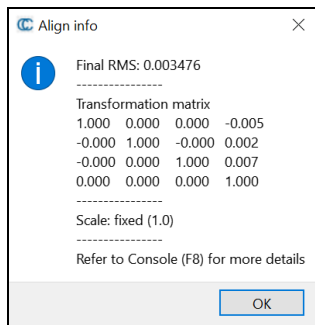 Align info
Final RMS: 0.003476
----------------
Transformation matrix
1.000 0.000 0.000 -0.005
-0.000 1.000 -0.000 0.002
-0.000 0.000 1.000 0.007
0.000 0.000 0.000 1.000
----------------
Scale: fixed (1.0)
----------------
Refer to Console (F8) for more details
OK